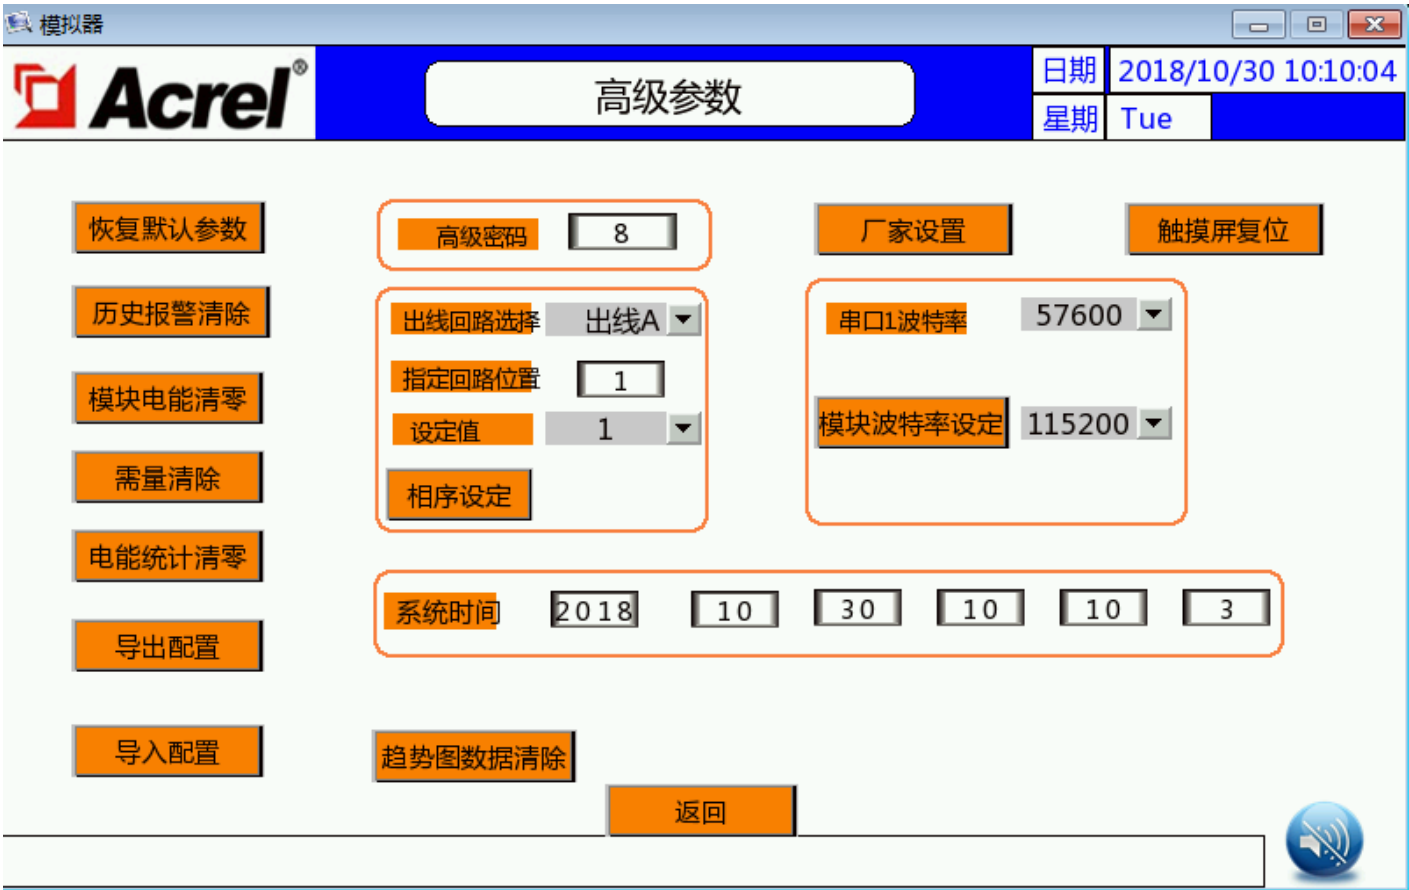 模拟器
Acrel®
高级参数
日期 2018/10/30 10:10:04
星期 Tue
恢复默认参数
高级密码 8
厂家设置
触摸屏复位
历史报警清除
出线回路选择 出线A
串口1波特率 57600
指定回路位置 1
模块电能清零
设定值 1
模块波特率设定 115200
需量清除
相序设定
电能统计清零
系统时间 2018 10 30 10 10 3
导出配置
导入配置
趋势图数据清除
返回